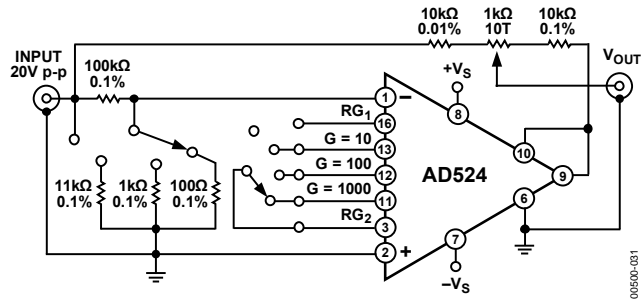 10kΩ
0.01%
1kΩ
10T
10kΩ
0.1%
INPUT
20V p-p
100kΩ
0.1%
VOUT
+VS
1
–
8
RG1
16
G = 10
13
10
G = 100
12
AD524
9
G = 1000
11
6
RG2
3
2
+
7
–VS
11kΩ
0.1%
1kΩ
0.1%
100Ω
0.1%
00500-031